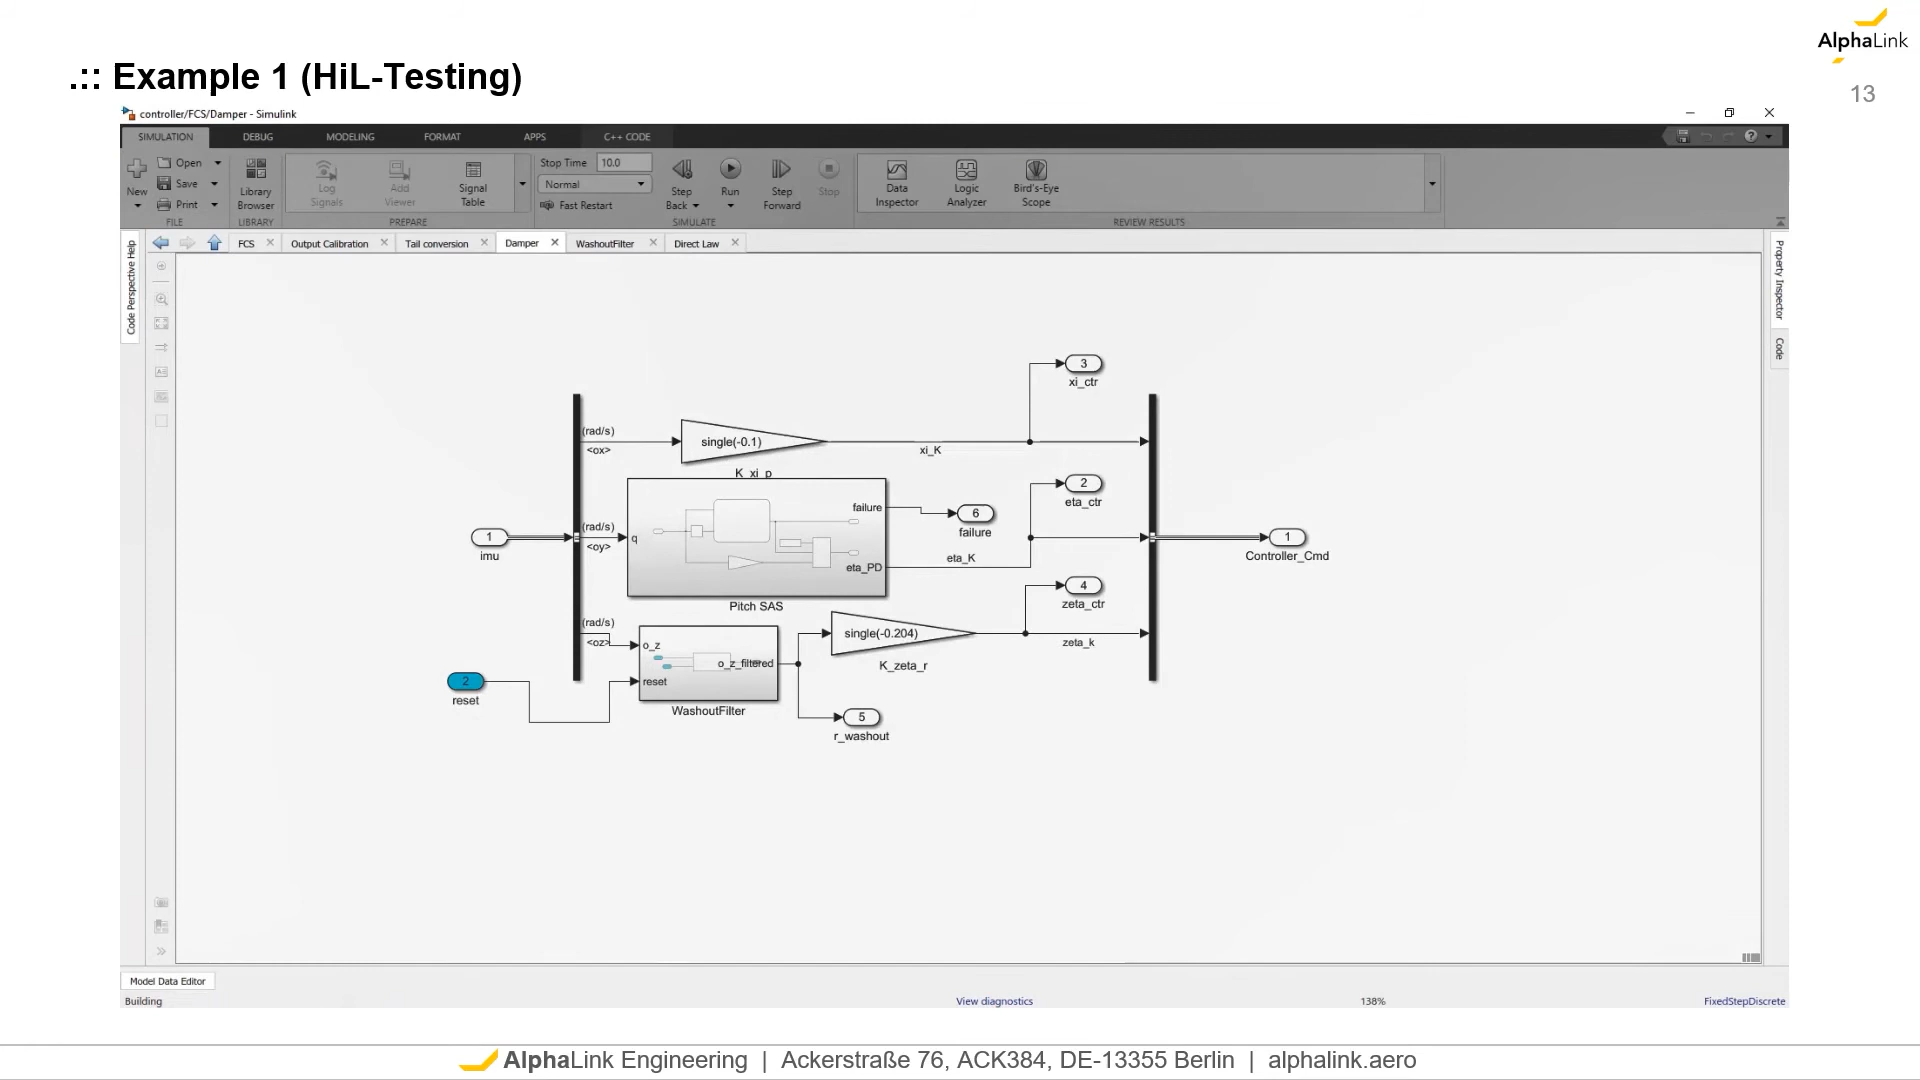 AlphaLink
.:: Example 1 (HiL-Testing)
13
controller/FCS/Damper - Simulink
SIMULATION DEBUG MODELING FORMAT APPS C++ CODE
New
Open
Save
Print
FILE
Library Browser
LIBRARY
Log Signals
Add Viewer
Signal Table
PREPARE
Stop Time 10.0
Normal
Fast Restart
Step Back
Run
Step Forward
Stop
SIMULATE
Data Inspector
Logic Analyzer
Bird's-Eye Scope
REVIEW RESULTS
FCS Output Calibration Tail conversion Damper WashoutFilter Direct Law
Code Perspective Help
Property Inspector
Code
3
xi_ctr
(rad/s)
<ox>
single(-0.1)
K_xi_p
xi_K
2
eta_ctr
1
imu
(rad/s)
<oy>
q
failure
eta_PD
Pitch SAS
6
failure
eta_K
1
Controller_Cmd
4
zeta_ctr
(rad/s)
<oz>
o_z
o_z_filtered
reset
WashoutFilter
single(-0.204)
K_zeta_r
zeta_k
2
reset
5
r_washout
Model Data Editor
Building View diagnostics 138% FixedStepDiscrete
AlphaLink Engineering | Ackerstraße 76, ACK384, DE-13355 Berlin | alphalink.aero